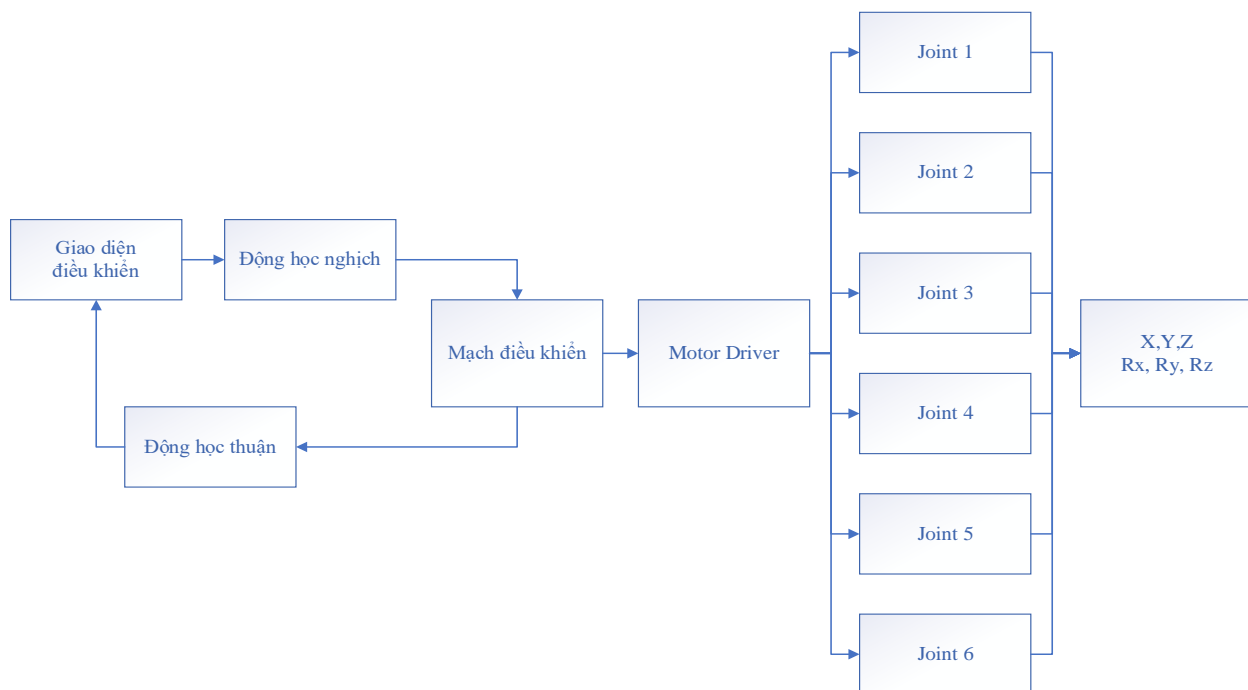 Giao diện
điều khiển
Động học nghịch
Mạch điều khiển
Động học thuận
Motor Driver
Joint 1
Joint 2
Joint 3
Joint 4
Joint 5
Joint 6
X,Y,Z
Rx, Ry, Rz